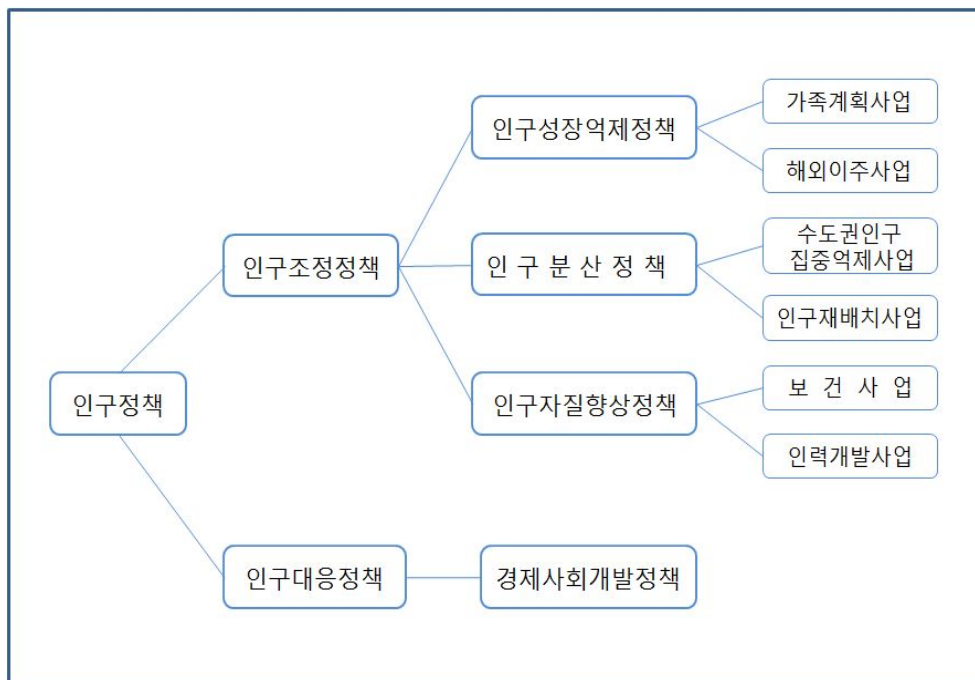 가족계획사업
인구성장억제정책
해외이주사업
수도권인구
집중억제사업
인구조정정책
인 구 분 산 정 책
인구재배치사업
보 건 사 업
인구정책
인구자질향상정책
인력개발사업
인구대응정책
경제사회개발정책